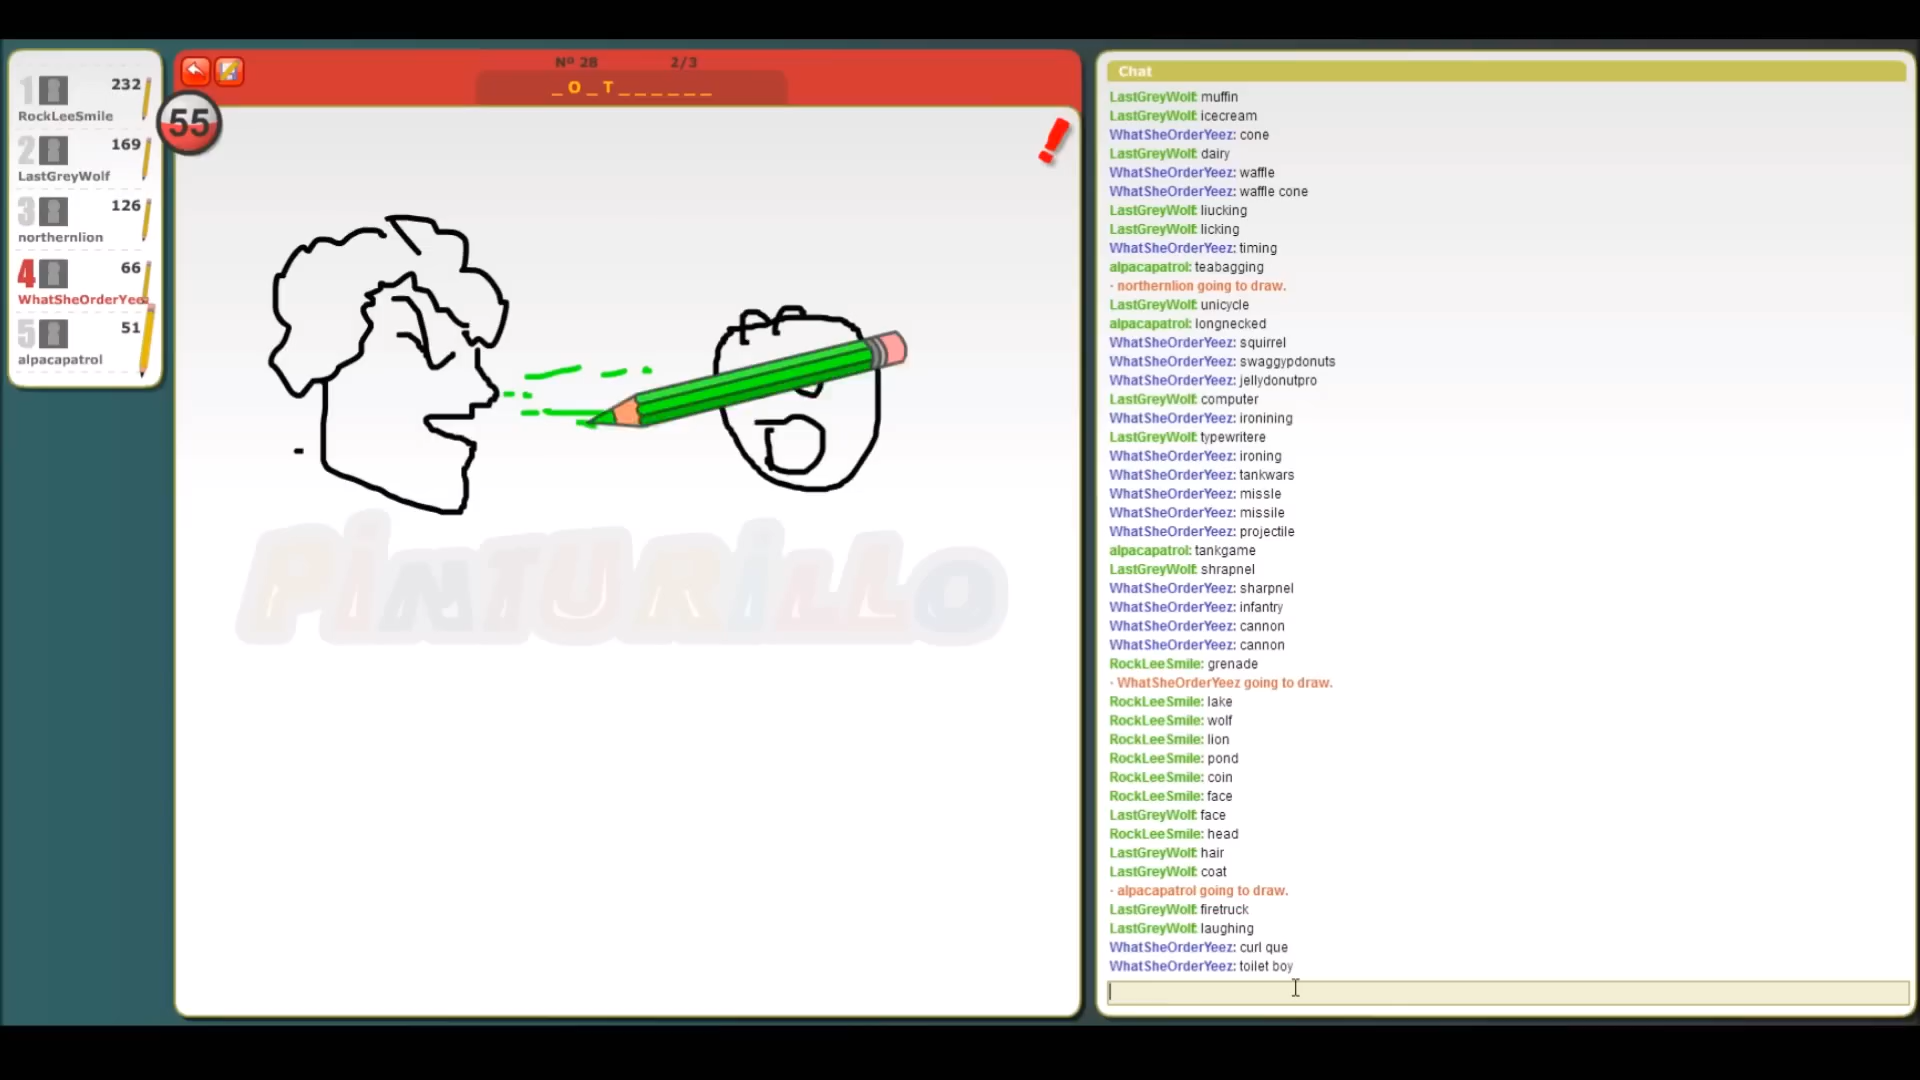 1 232
RockLeeSmile
2 169
LastGreyWolf
3 126
northernlion
4 66
WhatSheOrderYee
5 51
alpacapatrol
55
Nº 28 2/3
_ O _ T _ _ _ _ _ _
PINTURILLO
Chat
LastGreyWolf: muffin
LastGreyWolf: icecream
WhatSheOrderYeez: cone
LastGreyWolf: dairy
WhatSheOrderYeez: waffle
WhatSheOrderYeez: waffle cone
LastGreyWolf: liucking
LastGreyWolf: licking
WhatSheOrderYeez: timing
alpacapatrol: teabagging
· northernlion going to draw.
LastGreyWolf: unicycle
alpacapatrol: longnecked
WhatSheOrderYeez: squirrel
WhatSheOrderYeez: swaggypdonuts
WhatSheOrderYeez: jellydonutpro
LastGreyWolf: computer
WhatSheOrderYeez: ironining
LastGreyWolf: typewritere
WhatSheOrderYeez: ironing
WhatSheOrderYeez: tankwars
WhatSheOrderYeez: missle
WhatSheOrderYeez: missile
WhatSheOrderYeez: projectile
alpacapatrol: tankgame
LastGreyWolf: shrapnel
WhatSheOrderYeez: sharpnel
WhatSheOrderYeez: infantry
WhatSheOrderYeez: cannon
WhatSheOrderYeez: cannon
RockLeeSmile: grenade
· WhatSheOrderYeez going to draw.
RockLeeSmile: lake
RockLeeSmile: wolf
RockLeeSmile: lion
RockLeeSmile: pond
RockLeeSmile: coin
RockLeeSmile: face
LastGreyWolf: face
RockLeeSmile: head
LastGreyWolf: hair
LastGreyWolf: coat
· alpacapatrol going to draw.
LastGreyWolf: firetruck
LastGreyWolf: laughing
WhatSheOrderYeez: curl que
WhatSheOrderYeez: toilet boy